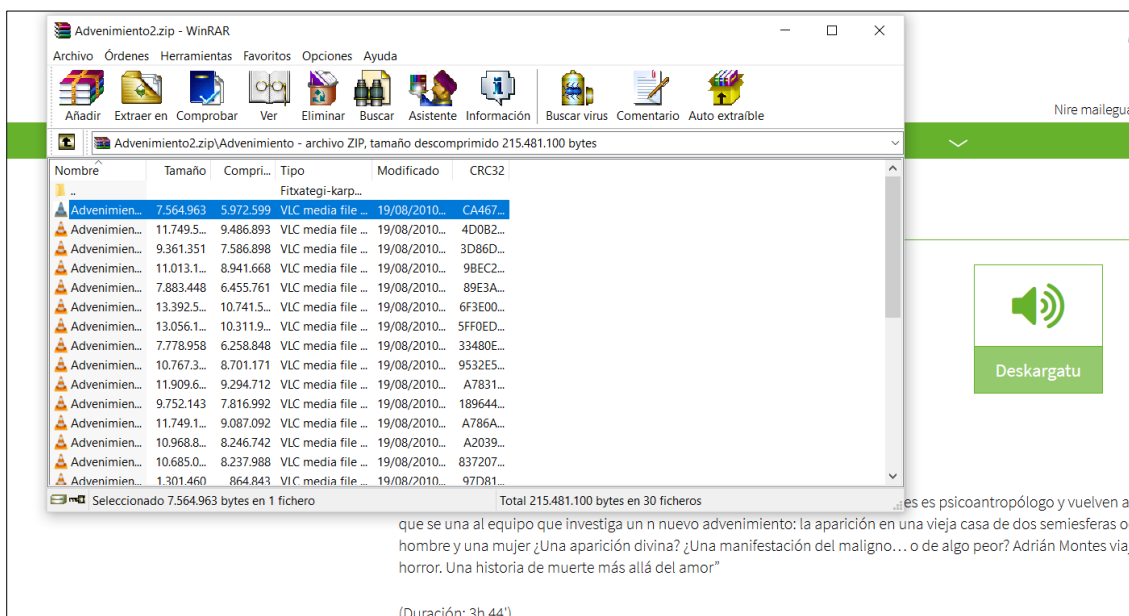 Advenimiento2.zip - WinRAR
Archivo Órdenes Herramientas Favoritos Opciones Ayuda
Añadir Extraer en Comprobar Ver Eliminar Buscar Asistente Información Buscar virus Comentario Auto extraíble
Nire mailegua
Advenimiento2.zip\Advenimiento - archivo ZIP, tamaño descomprimido 215.481.100 bytes
Nombre Tamaño Compri... Tipo Modificado CRC32
.. Fitxategi-karp...
Advenimien... 7.564.963 5.972.599 VLC media file ... 19/08/2010... CA467...
Advenimien... 11.749.5... 9.486.893 VLC media file ... 19/08/2010... 4D0B2...
Advenimien... 9.361.351 7.586.898 VLC media file ... 19/08/2010... 3D86D...
Advenimien... 11.013.1... 8.941.668 VLC media file ... 19/08/2010... 9BEC2...
Advenimien... 7.883.448 6.455.761 VLC media file ... 19/08/2010... 89E3A...
Advenimien... 13.392.5... 10.741.5... VLC media file ... 19/08/2010... 6F3E00...
Advenimien... 13.056.1... 10.311.9... VLC media file ... 19/08/2010... 5FF0ED...
Advenimien... 7.778.958 6.258.848 VLC media file ... 19/08/2010... 33480E...
Advenimien... 10.767.3... 8.701.171 VLC media file ... 19/08/2010... 9532E5...
Advenimien... 11.909.6... 9.294.712 VLC media file ... 19/08/2010... A7831...
Advenimien... 9.752.143 7.816.992 VLC media file ... 19/08/2010... 189644...
Advenimien... 11.749.1... 9.087.092 VLC media file ... 19/08/2010... A786A...
Advenimien... 10.968.8... 8.246.742 VLC media file ... 19/08/2010... A2039...
Advenimien... 10.685.0... 8.237.988 VLC media file ... 19/08/2010... 837207...
Advenimien... 1.301.460 864.843 VLC media file ... 19/08/2010... 97D81...
Deskargatu
Seleccionado 7.564.963 bytes en 1 fichero Total 215.481.100 bytes en 30 ficheros
es es psicoantropólogo y vuelven a
que se una al equipo que investiga un n nuevo advenimiento: la aparición en una vieja casa de dos semiesferas o
hombre y una mujer ¿Una aparición divina? ¿Una manifestación del maligno... o de algo peor? Adrián Montes via
horror. Una historia de muerte más allá del amor”
(Duración: 3h 44')